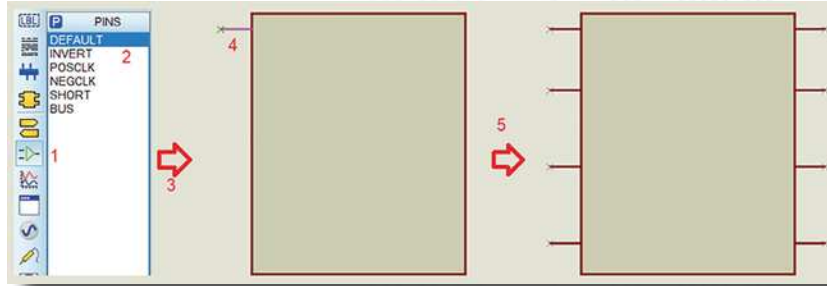 LBL
P PINS
DEFAULT
INVERT
POSCLK
NEGCLK
SHORT
BUS
1
2
3
4
5